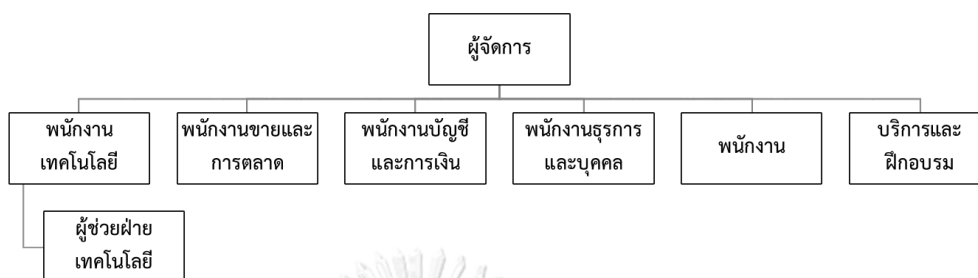 ผู้จัดการ
พนักงาน
เทคโนโลยี
พนักงานขายและ
การตลาด
พนักงานบัญชี
และการเงิน
พนักงานธุรการ
และบุคคล
พนักงาน
บริการและ
ฝึกอบรม
ผู้ช่วยฝ่าย
เทคโนโลยี